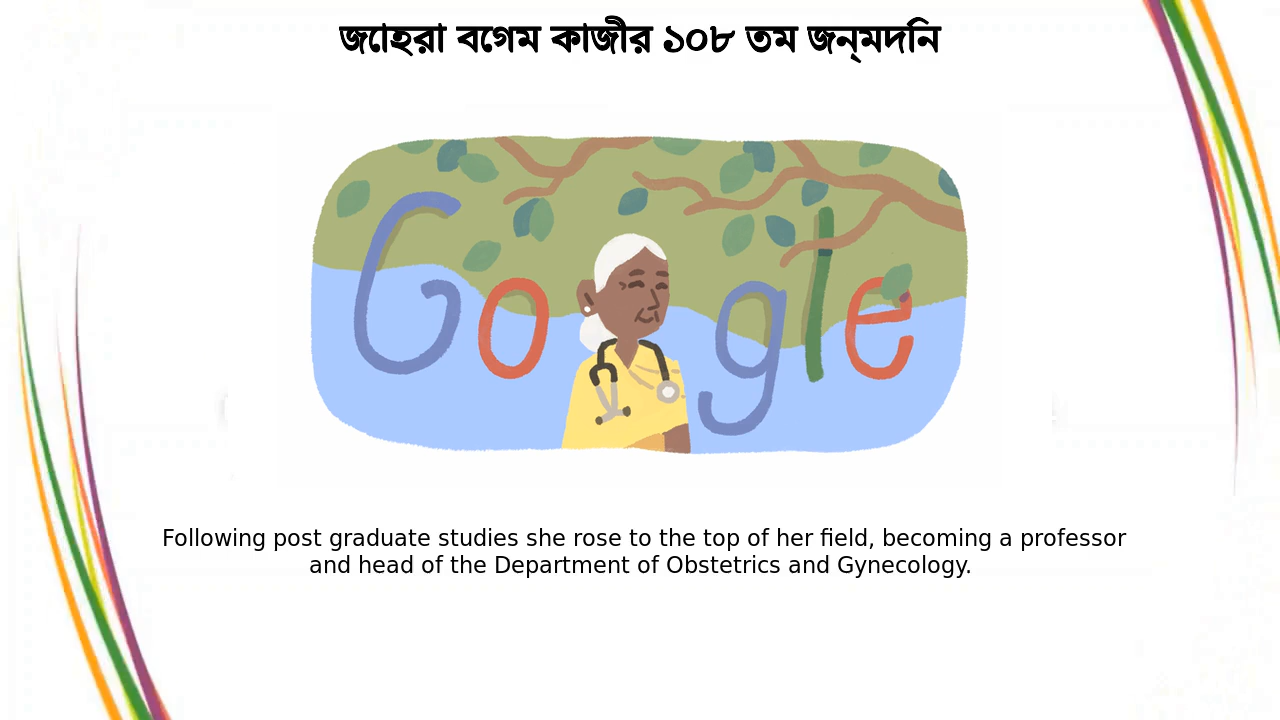 জোহরা বেগম কাজীর ১০৮ তম জন্মদিন
Google
Following post graduate studies she rose to the top of her field, becoming a professor
and head of the Department of Obstetrics and Gynecology.